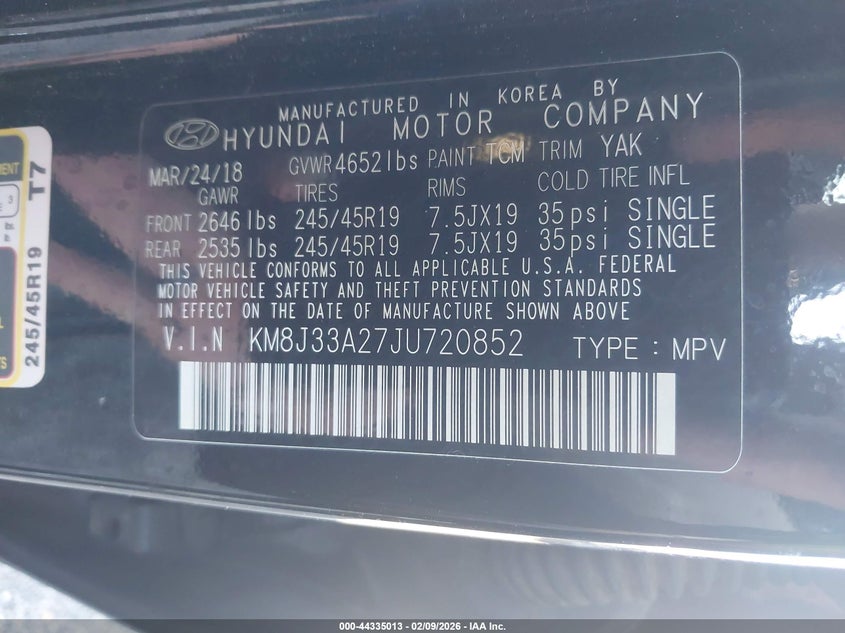 MANUFACTURED IN KOREA BY
HYUNDAI MOTOR COMPANY
MAR/24/18 GVWR 4652 lbs PAINT TCM TRIM YAK
GAWR TIRES RIMS COLD TIRE INFL
FRONT 2646 lbs 245/45R19 7.5JX19 35 psi SINGLE
REAR 2535 lbs 245/45R19 7.5JX19 35 psi SINGLE
THIS VEHICLE CONFORMS TO ALL APPLICABLE U.S.A. FEDERAL
MOTOR VEHICLE SAFETY AND THEFT PREVENTION STANDARDS
IN EFFECT ON THE DATE OF MANUFACTURE SHOWN ABOVE
V.I.N KM8J33A27JU720852 TYPE : MPV
245/45R19 T7
3
000-44335013 - 02/09/2026 - IAA Inc.